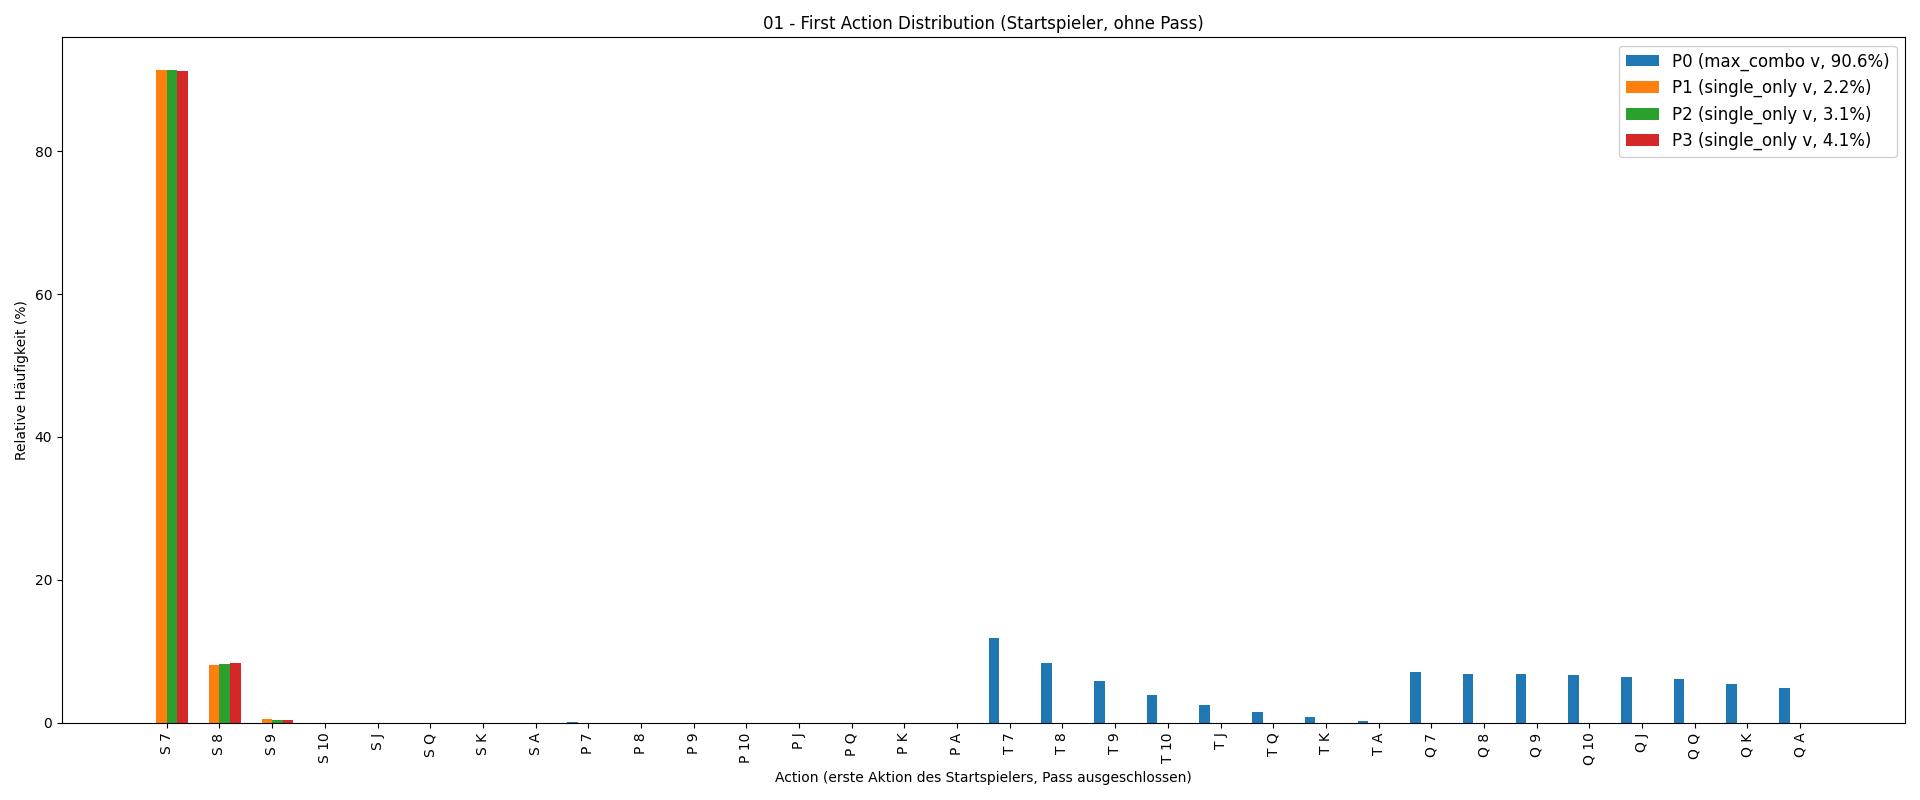 01 - First Action Distribution (Startspieler, ohne Pass)
P0 (max_combo v, 90.6%)
P1 (single_only v, 2.2%)
P2 (single_only v, 3.1%)
P3 (single_only v, 4.1%)
Relative Häufigkeit (%)
80
60
40
20
0
S 7
S 8
S 9
S 10
S J
S Q
S K
S A
P 7
P 8
P 9
P 10
P J
P Q
P K
P A
T 7
T 8
T 9
T 10
T J
T Q
T K
T A
Q 7
Q 8
Q 9
Q 10
Q J
Q Q
Q K
Q A
Action (erste Aktion des Startspielers, Pass ausgeschlossen)